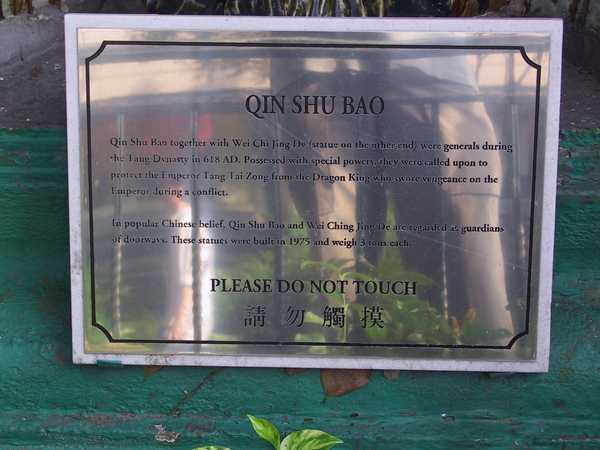 QIN SHU BAO
Qin Shu Bao together with Wei Chi Jing De (statue on the other end) were generals during
the Tang Dynasty in 618 AD. Possessed with special powers, they were called upon to
protect the Emperor Tang Tai Zong from the Dragon King who swore vengeance on the
Emperor during a conflict.
In popular Chinese belief, Qin Shu Bao and Wei Ching Jing De are regarded as guardians
of doorways. These statues were built in 1975 and weigh 3 tons each.
PLEASE DO NOT TOUCH
請勿觸摸